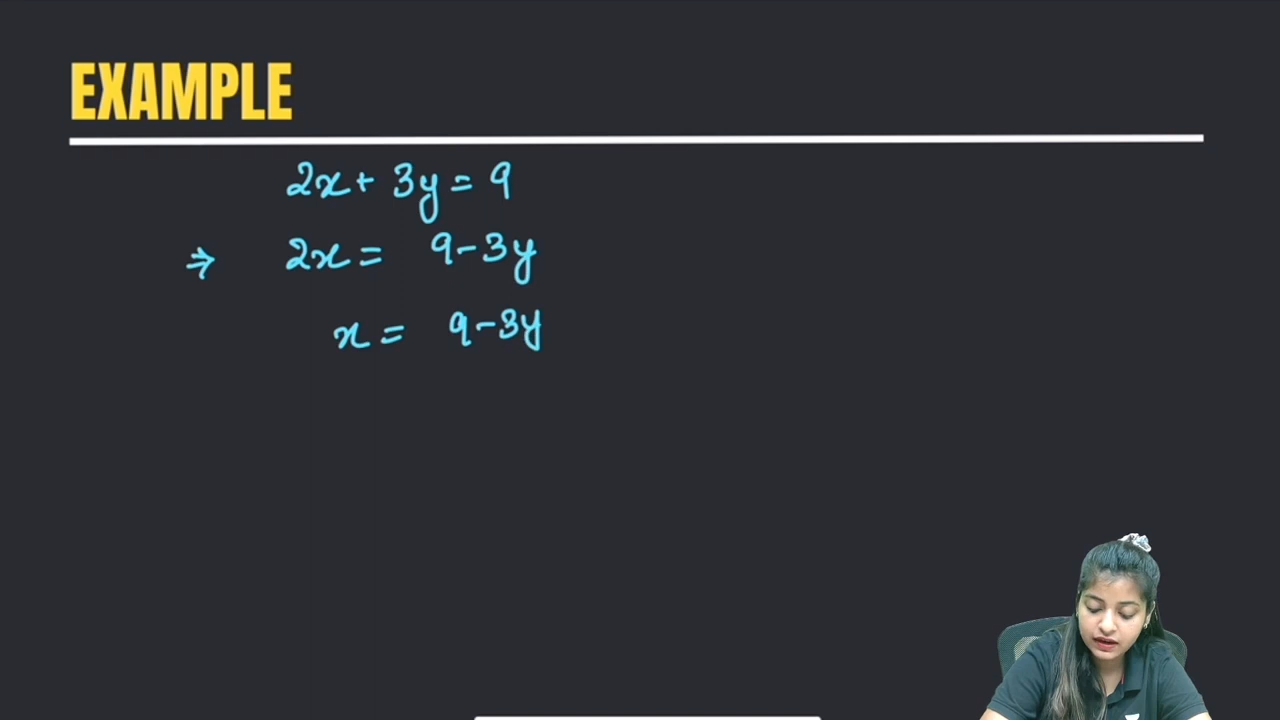 EXAMPLE
2x + 3y = 9
⇒ 2x = 9 - 3y
x = 9 - 3y